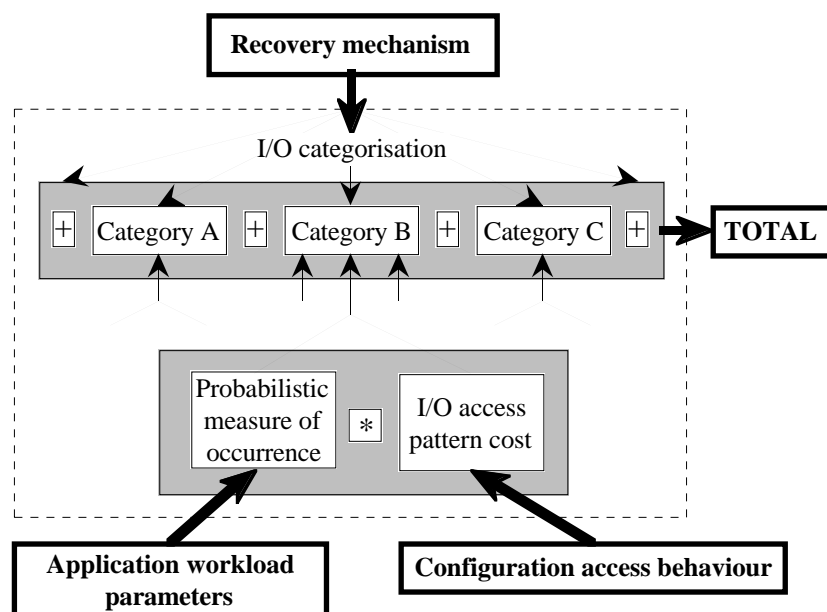 Recovery mechanism
I/O categorisation
+ Category A + Category B + Category C + TOTAL
Probabilistic
measure of
occurrence
*
I/O access
pattern cost
Application workload
parameters
Configuration access behaviour